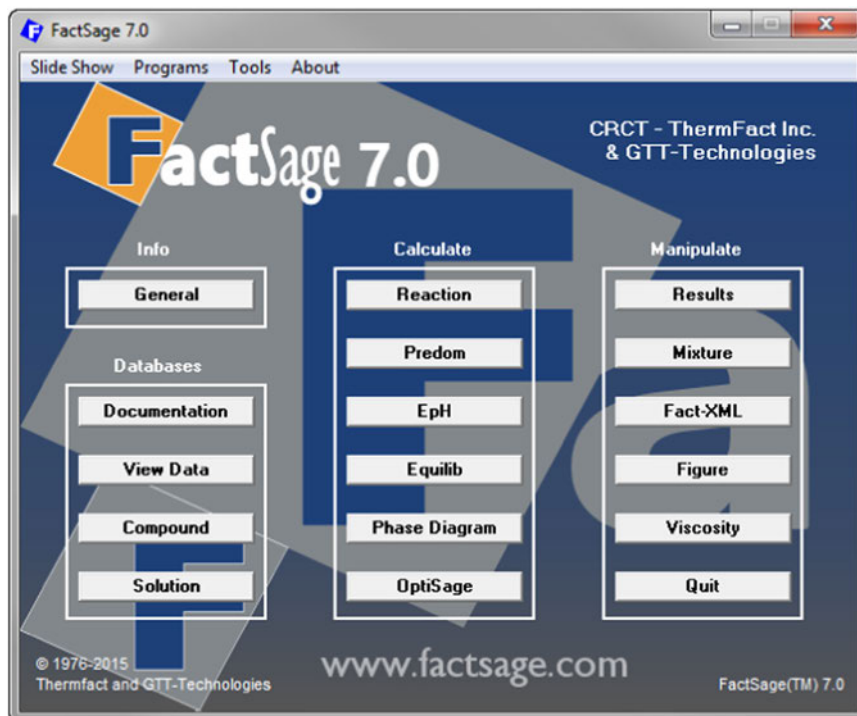 FactSage 7.0
Slide Show Programs Tools About
FactSage 7.0
CRCT - ThermFact Inc.
& GTT-Technologies
Info
General
Databases
Documentation
View Data
Compound
Solution
Calculate
Reaction
Predom
EpH
Equilib
Phase Diagram
OptiSage
Manipulate
Results
Mixture
Fact-XML
Figure
Viscosity
Quit
© 1976-2015
Thermfact and GTT-Technologies
www.factsage.com
FactSage(TM) 7.0